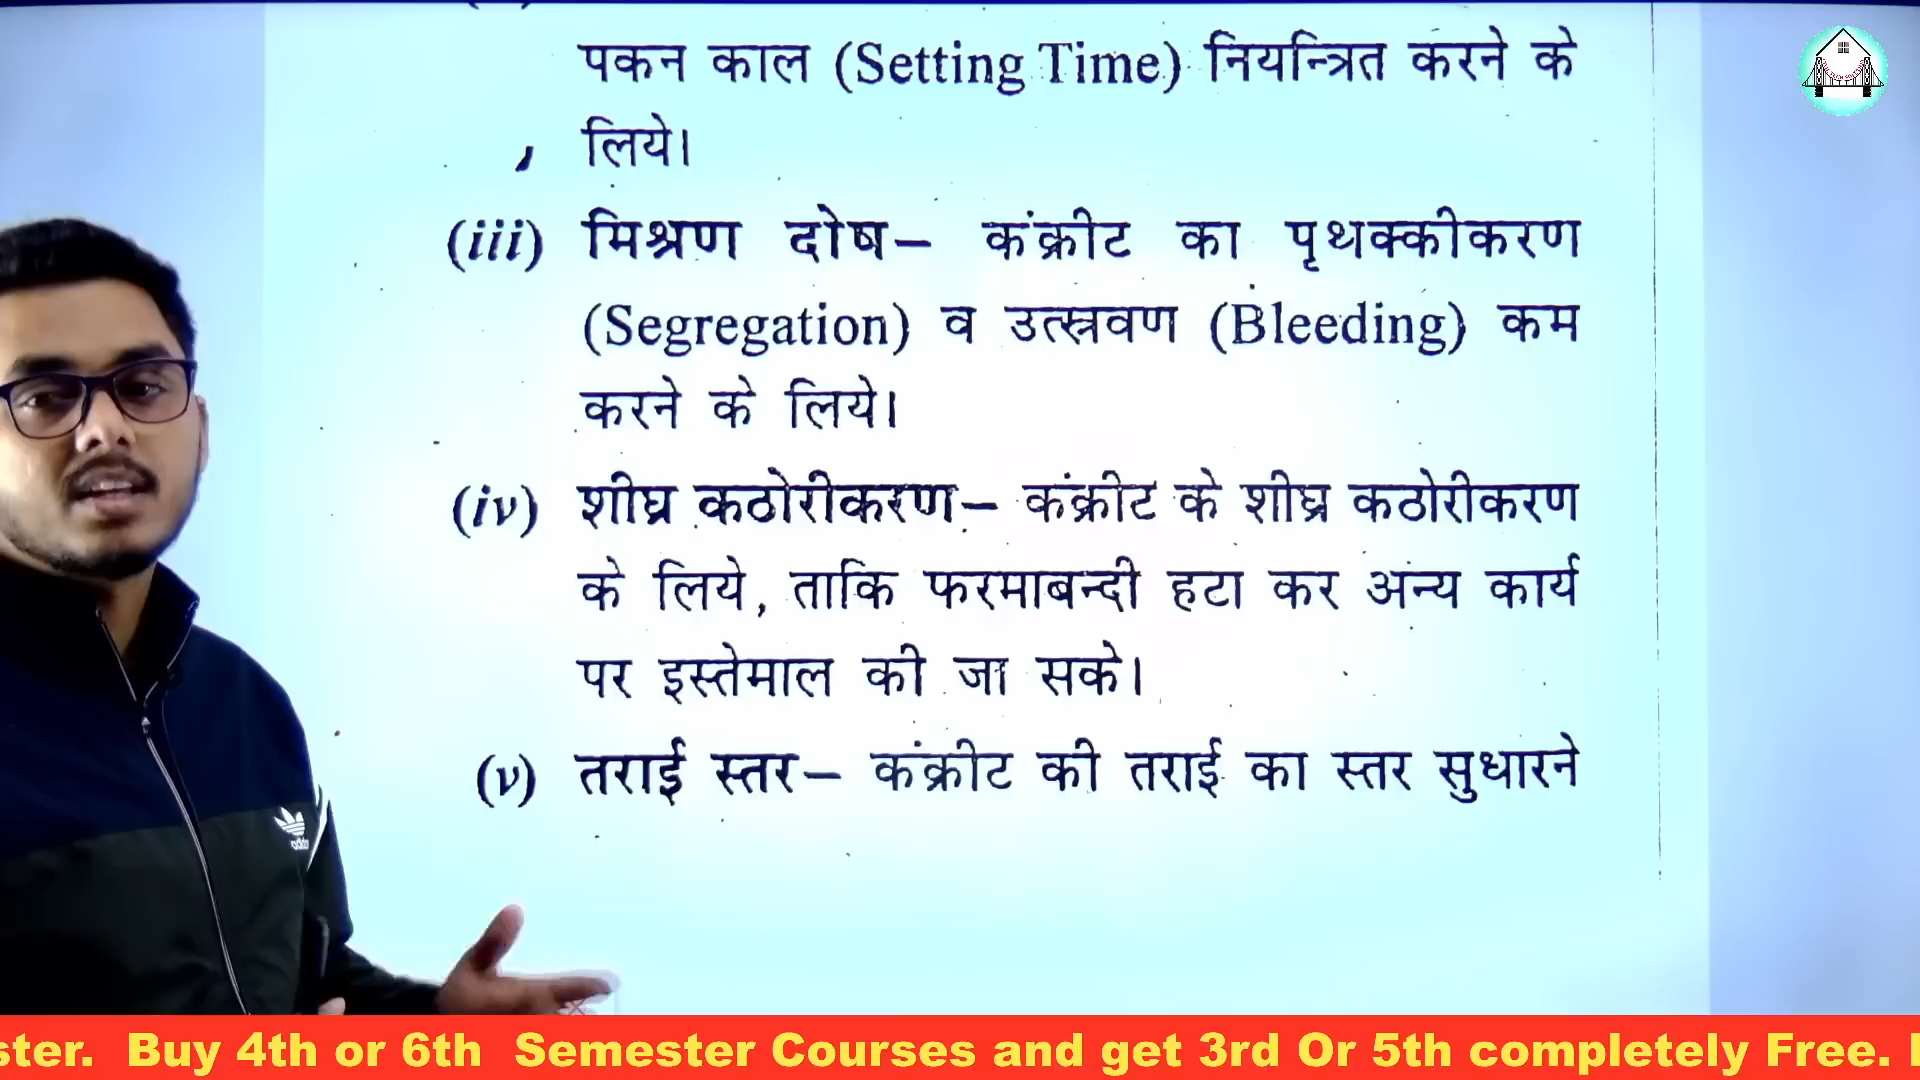 पकन काल (Setting Time) नियन्त्रित करने के
लिये।
(iii) मिश्रण दोष– कंक्रीट का पृथक्कीकरण
(Segregation) व उत्स्रवण (Bleeding) कम
करने के लिये।
(iv) शीघ्र कठोरीकरण– कंक्रीट के शीघ्र कठोरीकरण
के लिये, ताकि फरमाबन्दी हटा कर अन्य कार्य
पर इस्तेमाल की जा सके।
(v) तराई स्तर– कंक्रीट की तराई का स्तर सुधारने
ster. Buy 4th or 6th Semester Courses and get 3rd Or 5th completely Free.